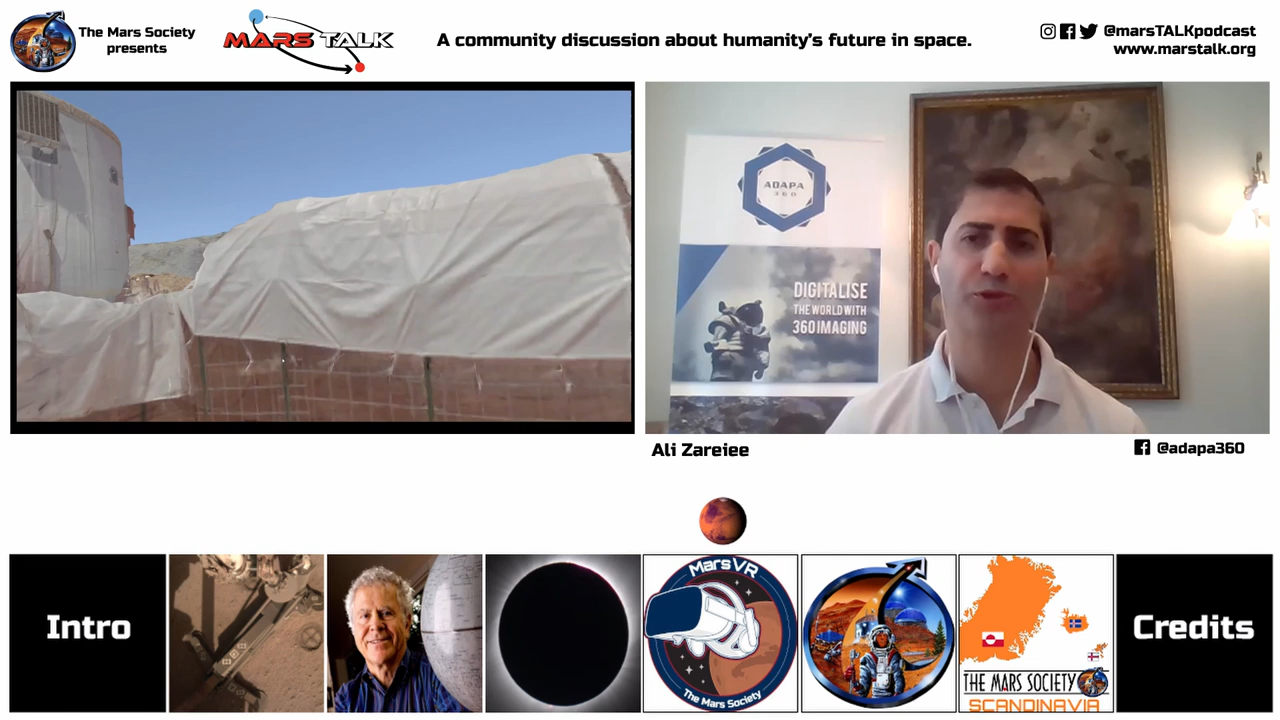 The Mars Society
presents
MARS TALK
A community discussion about humanity's future in space.
@marsTALKpodcast
www.marstalk.org
ADAPA
360
DIGITALISE
THE WORLD WITH
360 IMAGING
Ali Zareiee
@adapa360
Intro
MarsVR
The Mars Society
THE MARS SOCIETY
SCANDINAVIA
Credits